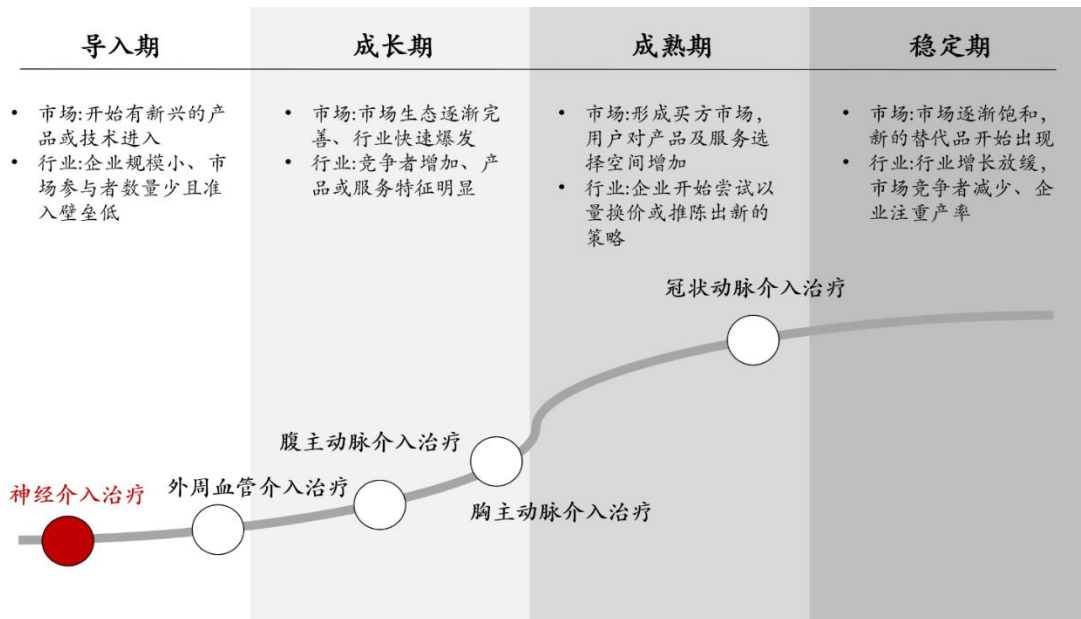 导入期
成长期
成熟期
稳定期
• 市场:开始有新兴的产
品或技术进入
• 行业:企业规模小、市
场参与者数量少且准
入壁垒低
• 市场:市场生态逐渐完
善、行业快速爆发
• 行业:竞争者增加、产
品或服务特征明显
• 市场:形成买方市场，
用户对产品及服务选
择空间增加
• 行业:企业开始尝试以
量换价或推陈出新的
策略
• 市场:市场逐渐饱和，
新的替代品开始出现
• 行业:行业增长放缓，
市场竞争者减少、企
业注重产率
冠状动脉介入治疗
腹主动脉介入治疗
外周血管介入治疗
神经介入治疗
胸主动脉介入治疗